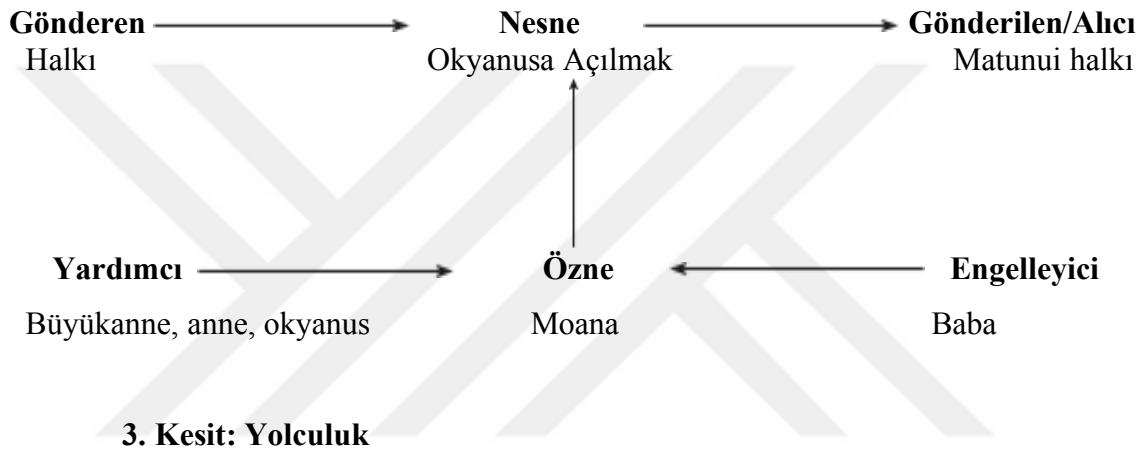 Gönderen Nesne Gönderilen/Alıcı
Halkı Okyanusa Açılmak Matunui halkı
Yardımcı Özne Engelleyici
Büyükanne, anne, okyanus Moana Baba
3. Kesit: Yolculuk